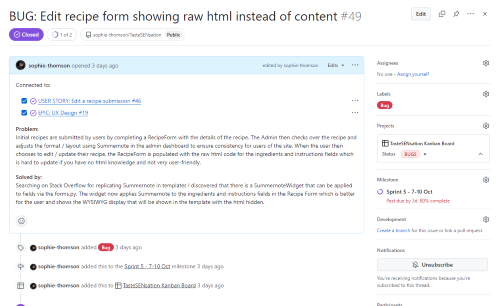 BUG: Edit recipe form showing raw html instead of content #49
Edit
Closed
1 of 2
sophie-thomson/TasteSENsation
Public
sophie-thomson opened 3 days ago
edited by sophie-thomson
Edits
Connected to:
USER STORY: Edit a recipe submission #46
EPIC: UX Design #19
Problem:
Initial recipes are submitted by users by completing a RecipeForm with the details of the recipe. The Admin then checks over the recipe and
adjusts the format / layout using Summernote in the admin dashboard to ensure consistency for users of the site. When the user then
chooses to edit / update their recipe, the RecipeForm is populated with the raw html code for the ingredients and instructions fields which
is hard to update if you have no html knowledge and not very user-friendly.
Solved by:
Searching on Stack Overflow for replicating Summernote in templates I discovered that there is a SummernoteWidget that can be applied
to fields via the forms.py. The widget now applies Summernote to the ingredients and instructions fields in the Recipe Form which is better
for the user and shows the WYSIWYG display that will be shown in the template with the html hidden.
sophie-thomson added Bug 3 days ago
sophie-thomson added this to the Sprint 5 - 7-10 Oct milestone 3 days ago
sophie-thomson added this to TasteSENsation Kanban Board 3 days ago
Assignees
No one - Assign yourself
Labels
Bug
Projects
TasteSENsation Kanban Board
Status
BUGS
Milestone
Sprint 5 - 7-10 Oct
Past due by 3d, 80% complete
Development
Create a branch for this issue or link a pull request.
Notifications
Unsubscribe
You're receiving notifications because you're
subscribed to this thread.
Participants